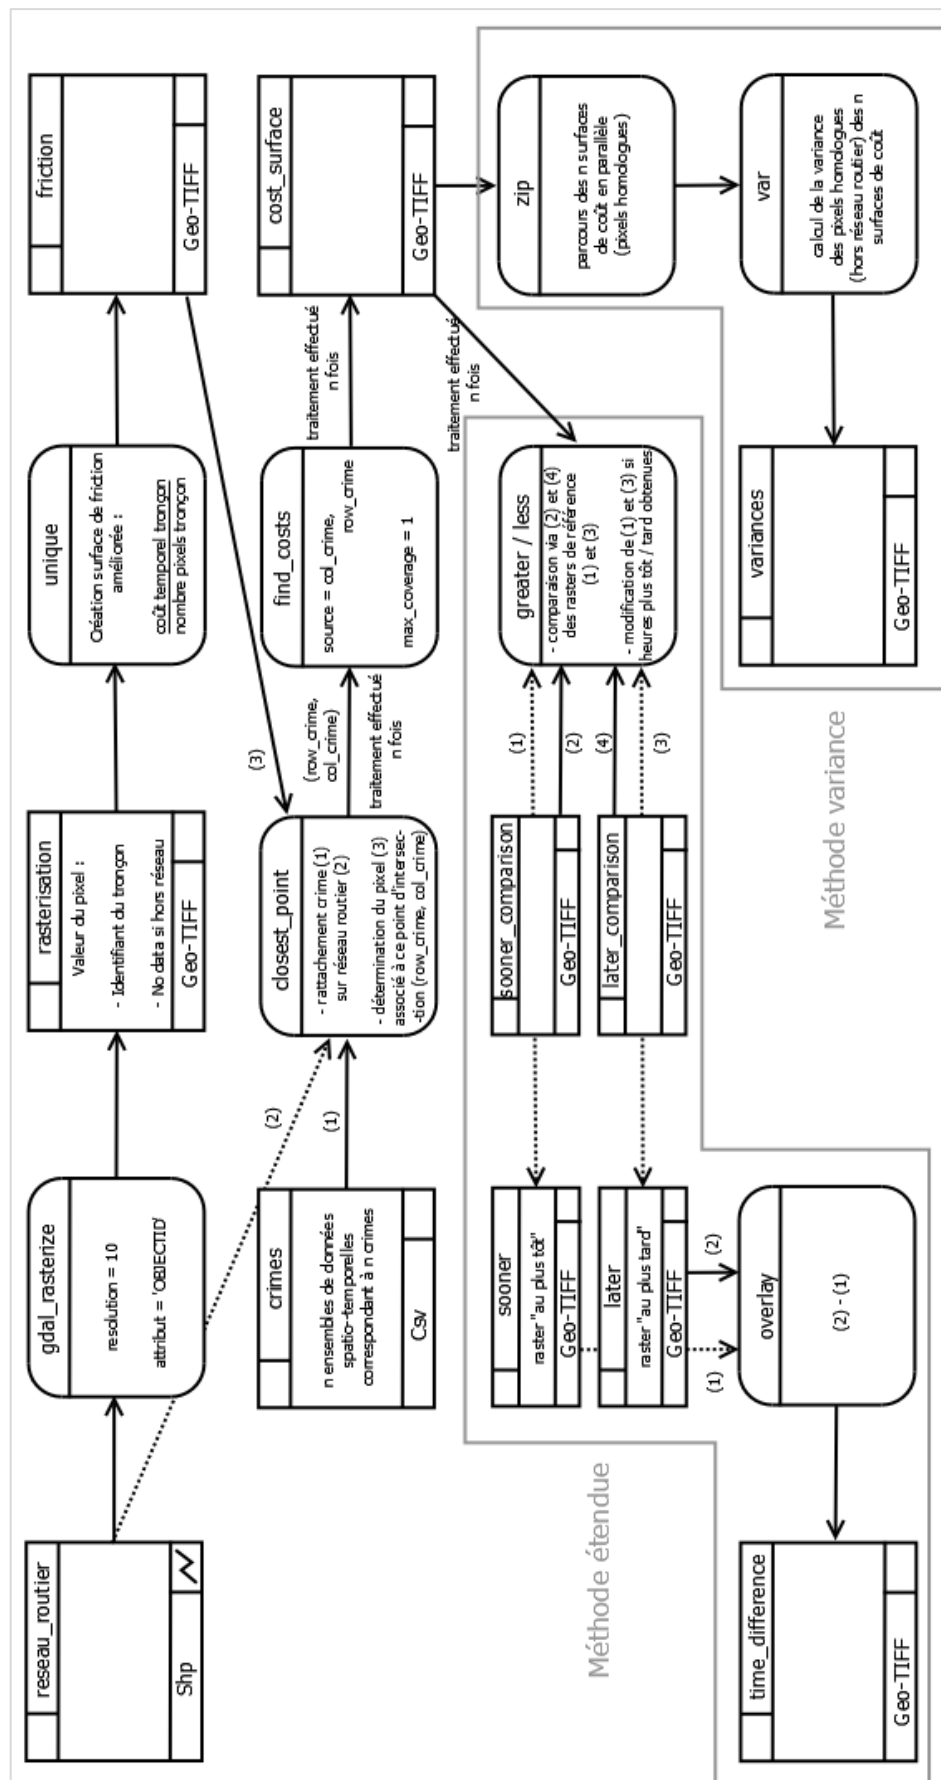 reseau_routier
Shp
gdal_rasterize
resolution = 10
attribut = 'OBJECTID'
rasterisation
Valeur du pixel :
- Identifiant du tronçon
- No data si hors réseau
Geo-TIFF
unique
Création surface de friction
améliorée :
coût temporel tronçon
nombre pixels tronçon
friction
Geo-TIFF
(2)
(1)
(3)
crimes
n ensembles de données
spatio-temporelles
correspondant à n crimes
Csv
closest_point
- rattachement crime (1)
sur réseau routier (2)
- détermination du pixel (3)
associé à ce point d'intersec-
-tion (row_crime, col_crime)
(row_crime,
col_crime)
traitement effectué
n fois
find_costs
source = col_crime,
row_crime
max_coverage = 1
traitement effectué
n fois
cost_surface
Geo-TIFF
traitement effectué
n fois
Méthode étendue
sooner
raster "au plus tôt"
Geo-TIFF
later
raster "au plus tard"
Geo-TIFF
(1)
(2)
sooner_comparison
Geo-TIFF
later_comparison
Geo-TIFF
(1)
(2)
(4)
(3)
greater / less
- comparaison via (2) et (4)
des rasters de référence
(1) et (3)
- modification de (1) et (3) si
heures plus tôt / tard obtenues
zip
parcours des n surfaces
de coût en parallèle
(pixels homologues)
time_difference
Geo-TIFF
overlay
(2) - (1)
Méthode variance
variances
Geo-TIFF
var
calcul de la variance
des pixels homologues
(hors réseau routier) des n
surfaces de coût